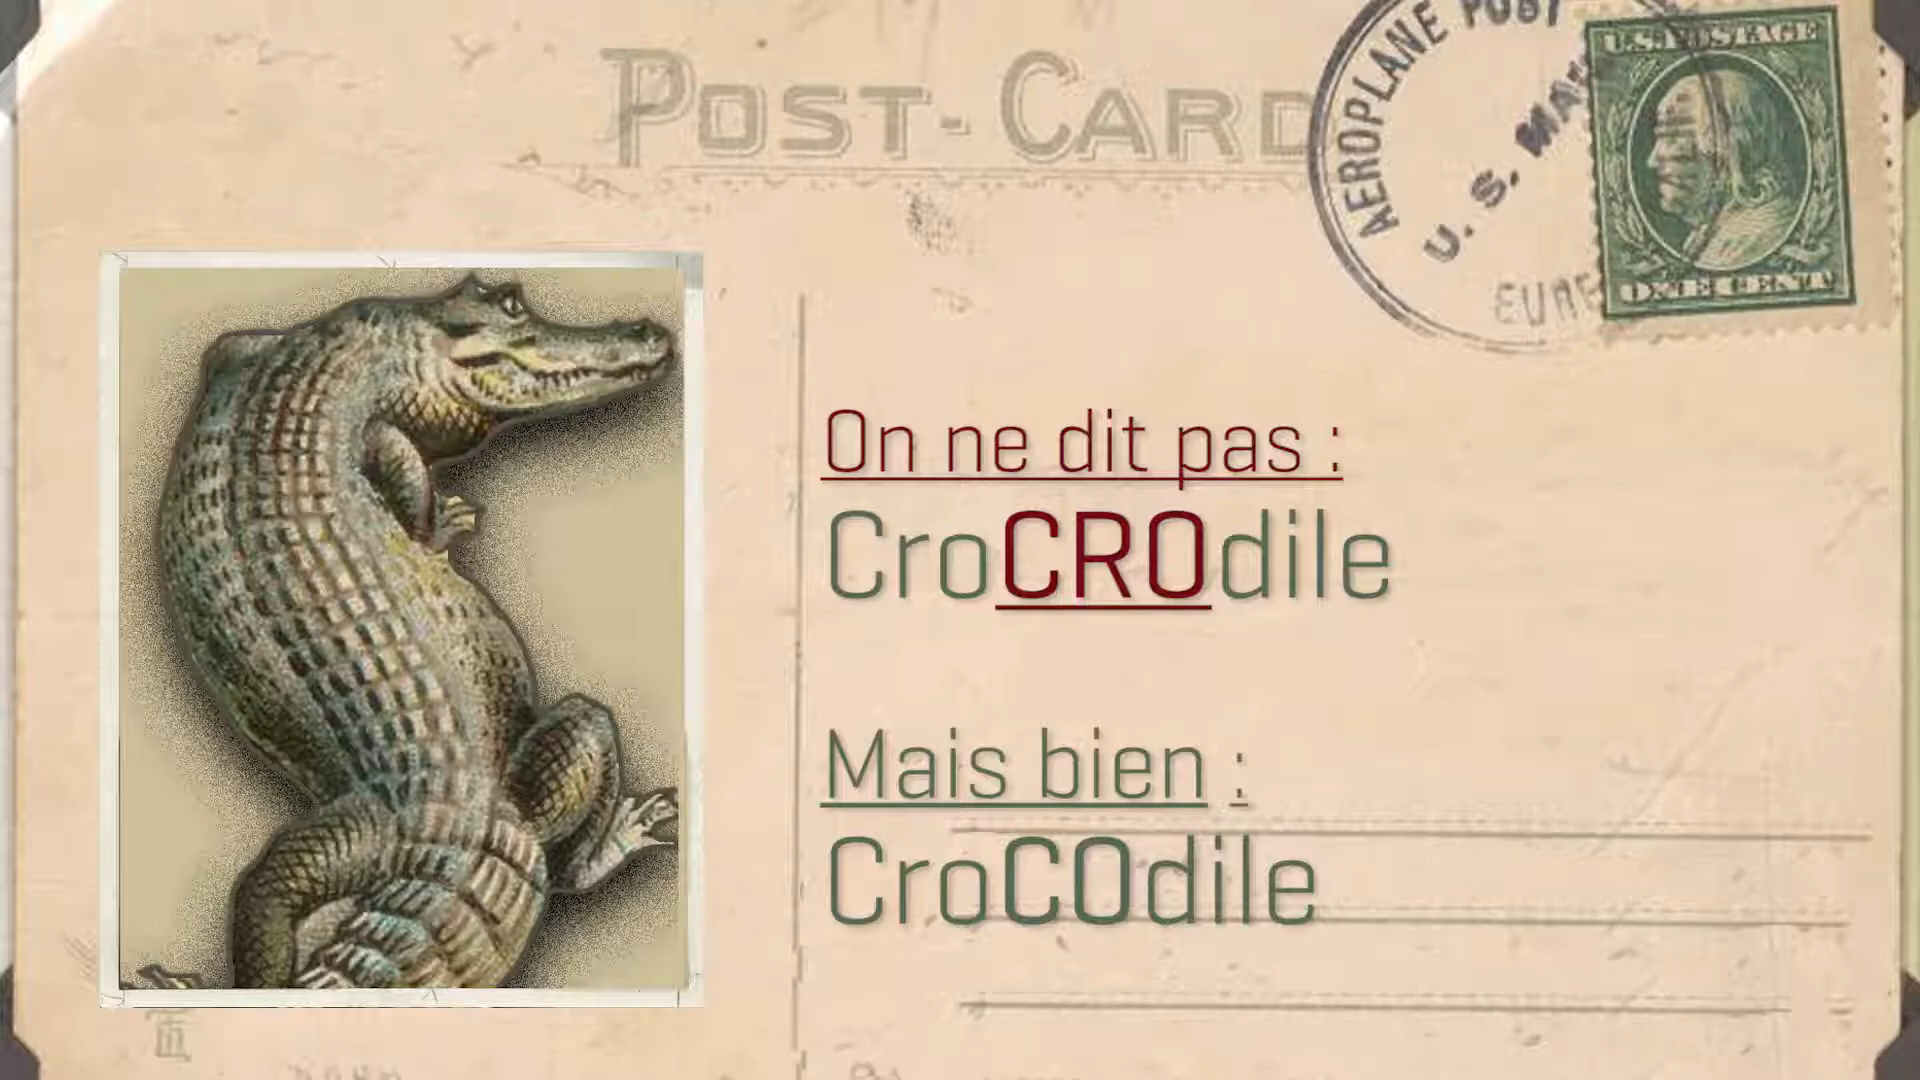 POST-CARD
AEROPLANE POST
U.S. POSTAGE
U. S. MAIL
ONE CENT
On ne dit pas :
CroCROdile
Mais bien :
CroCOdile